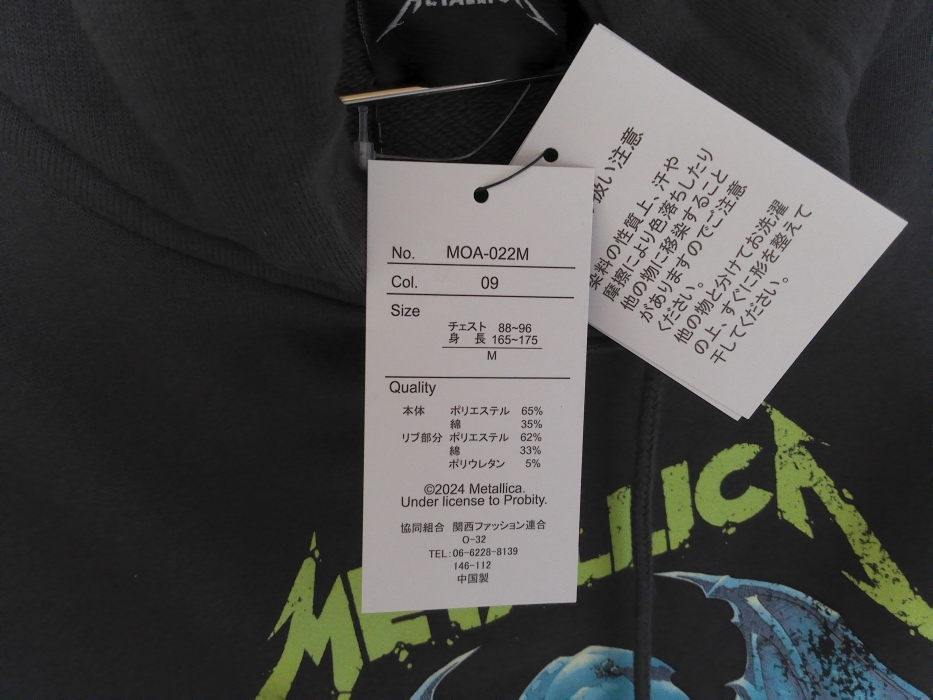 METALLICA
No. MOA-022M
Col. 09
Size
チェスト 88~96
身 長 165~175
M
Quality
本体 ポリエステル 65%
綿 35%
リブ部分 ポリエステル 62%
綿 33%
ポリウレタン 5%
©2024 Metallica.
Under license to Probity.
協同組合 関西ファッション連合
O-32
TEL:06-6228-8139
146-112
中国製
扱い注意
染料の性質上、汗や
摩擦により色落ちしたり
他の物に移染すること
がありますのでご注意
ください。
他の物と分けてお洗濯
の上、すぐに形を整えて
干してください。
METALLICA